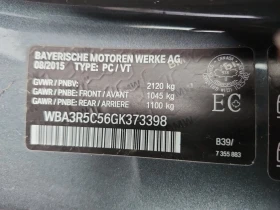 BAYERISCHE MOTOREN WERKE AG.
08/2015 TYPE: PC / VT
GVWR / PNBV: 2120 kg
GAWR / PNBE: FRONT / AVANT 1045 kg
GAWR / PNBE: REAR / ARRIERE 1100 kg
WBA3R5C56GK373398
EC
B39/
7 355 883